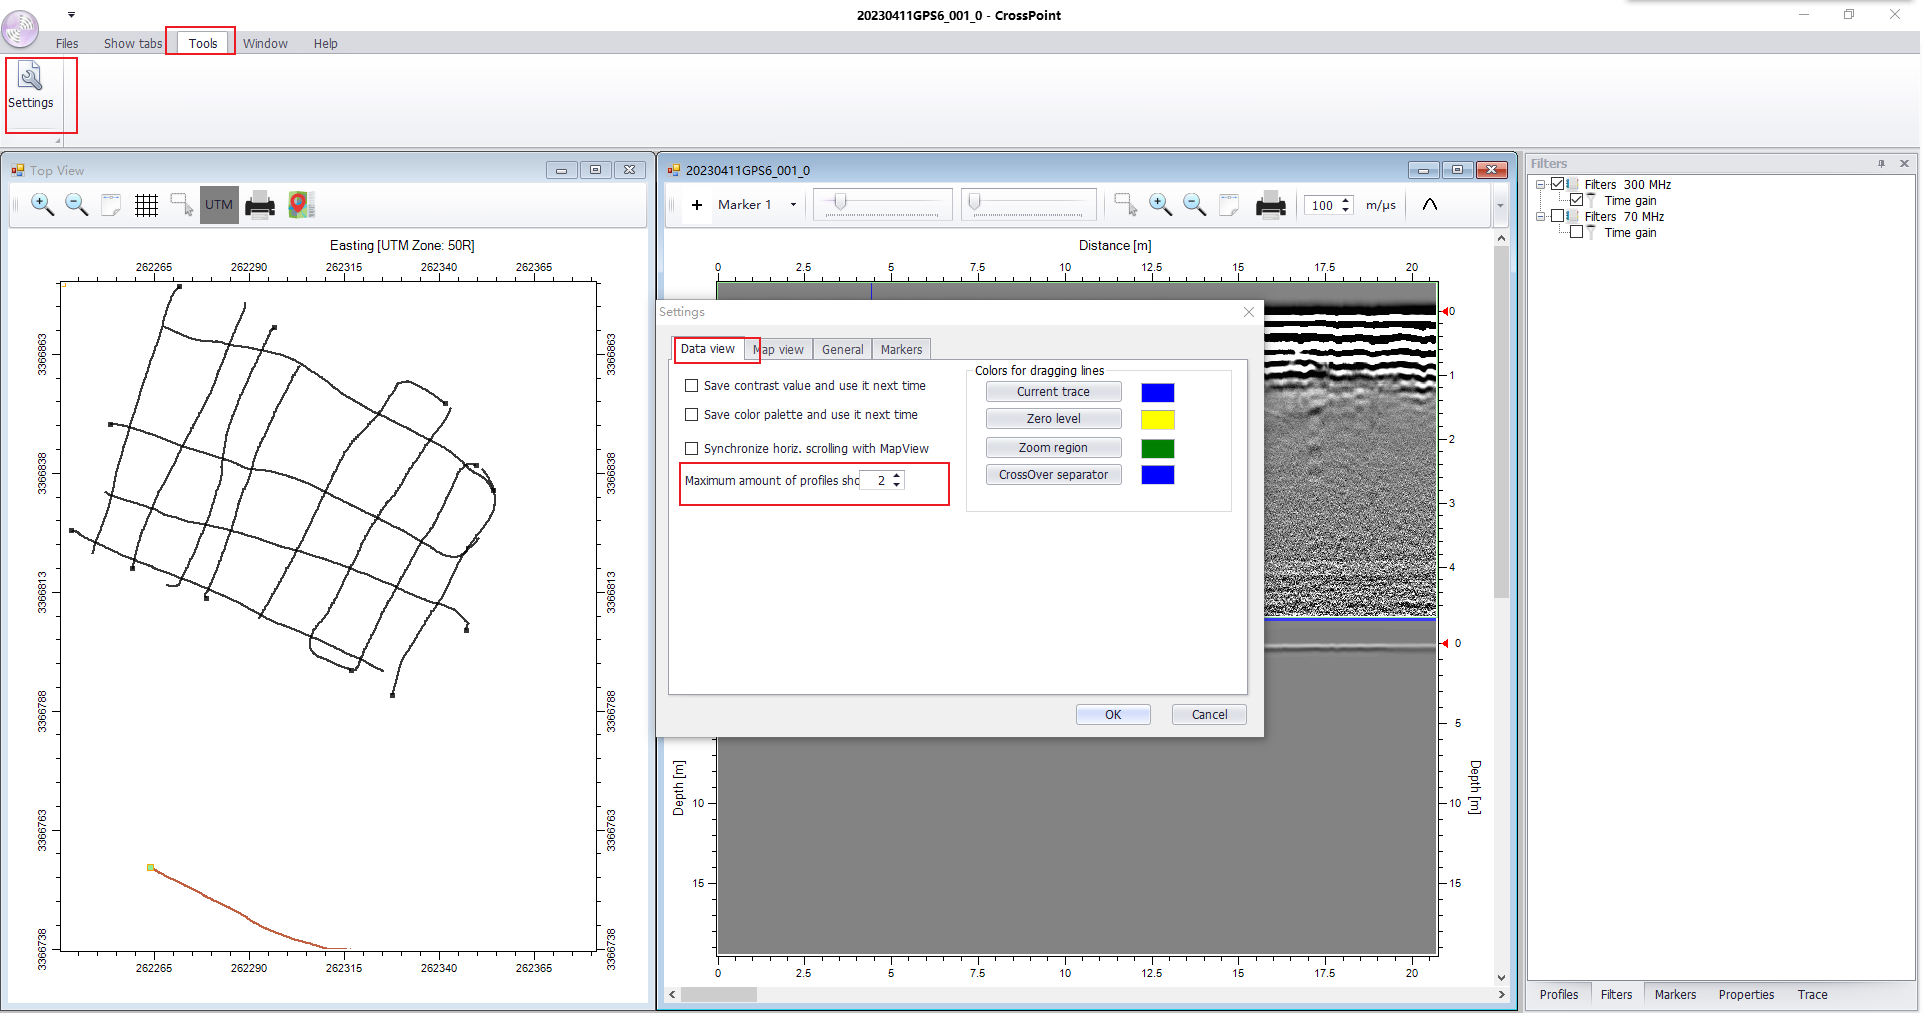 20230411GPS6_001_0 - CrossPoint
Files Show tabs Tools Window Help
Settings
Top View
UTM
Easting [UTM Zone: 50R]
262265 262290 262315 262340 262365
3366863 3366863
3366838 3366838
3366813 3366813
3366788 3366788
3366763 3366763
3366738 3366738
262265 262290 262315 262340 262365
20230411GPS6_001_0
Marker 1
100 m/µs
Distance [m]
0 2.5 5 7.5 10 12.5 15 17.5 20
0
1
2
3
4
0
5
10 10
15 15
Depth [m] Depth [m]
0 2.5 5 7.5 10 12.5 15 17.5 20
Settings
Data view Map view General Markers
Save contrast value and use it next time
Save color palette and use it next time
Synchronize horiz. scrolling with MapView
Maximum amount of profiles sho 2
Colors for dragging lines
Current trace
Zero level
Zoom region
CrossOver separator
OK Cancel
Filters
Filters 300 MHz
Time gain
Filters 70 MHz
Time gain
Profiles Filters Markers Properties Trace